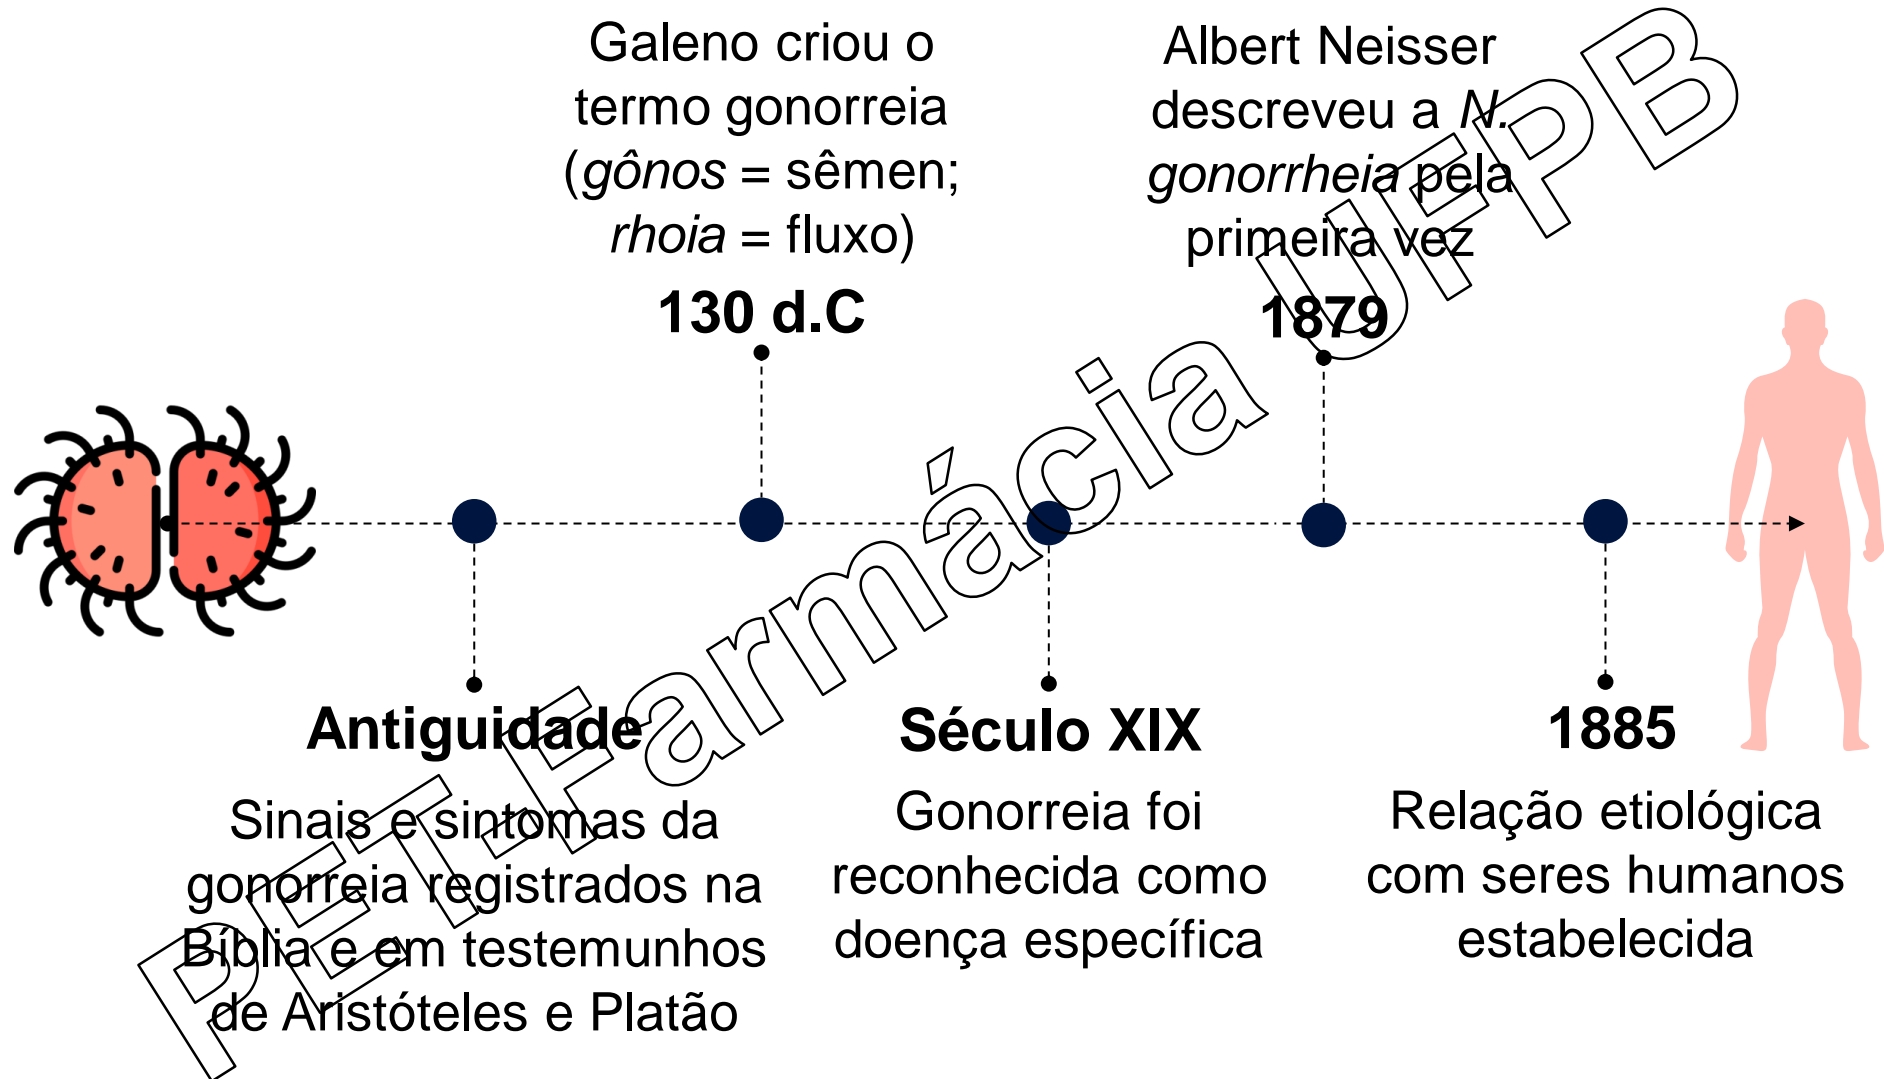 Galeno criou o
termo gonorreia
(gônos = sêmen;
rhoia = fluxo)
130 d.C
Albert Neisser
descreveu a N.
gonorrheia pela
primeira vez
1879
Antiguidade
Sinais e sintomas da
gonorreia registrados na
Bíblia e em testemunhos
de Aristóteles e Platão
Século XIX
Gonorreia foi
reconhecida como
doença específica
1885
Relação etiológica
com seres humanos
estabelecida
PET-Farmácia UFPB